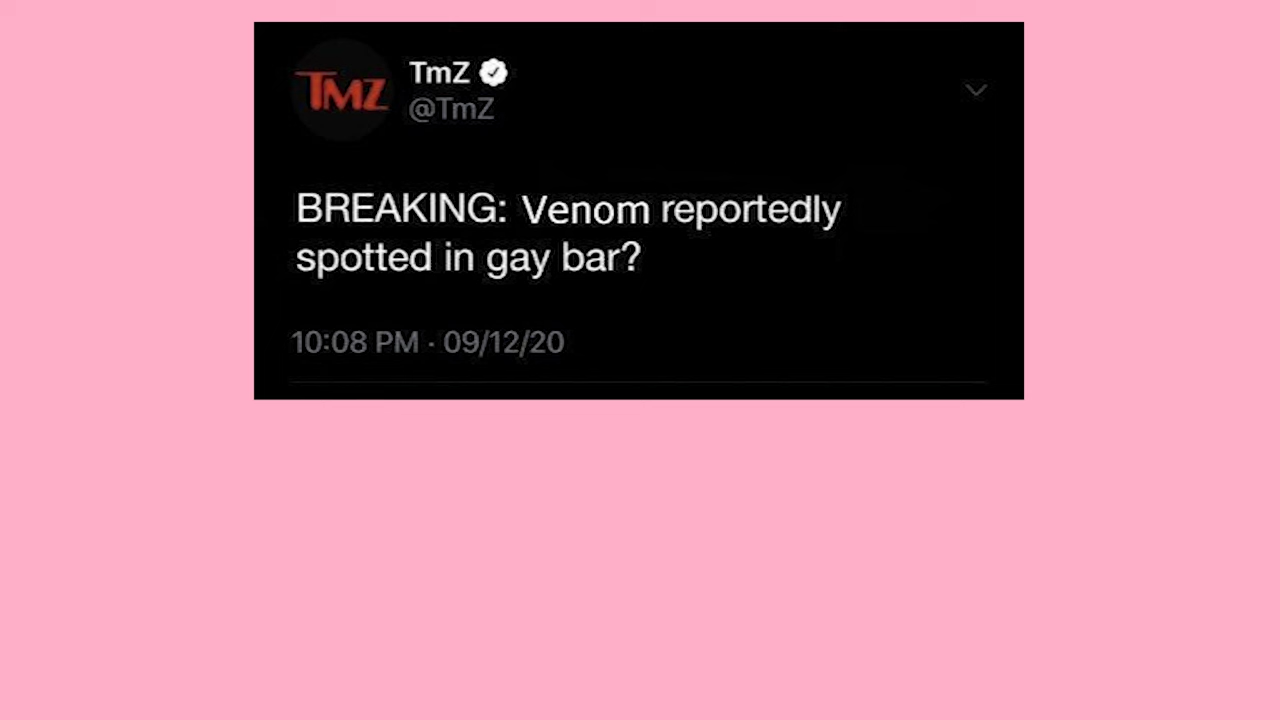 TMZ
TmZ
@TmZ
BREAKING: Venom reportedly
spotted in gay bar?
10:08 PM · 09/12/20